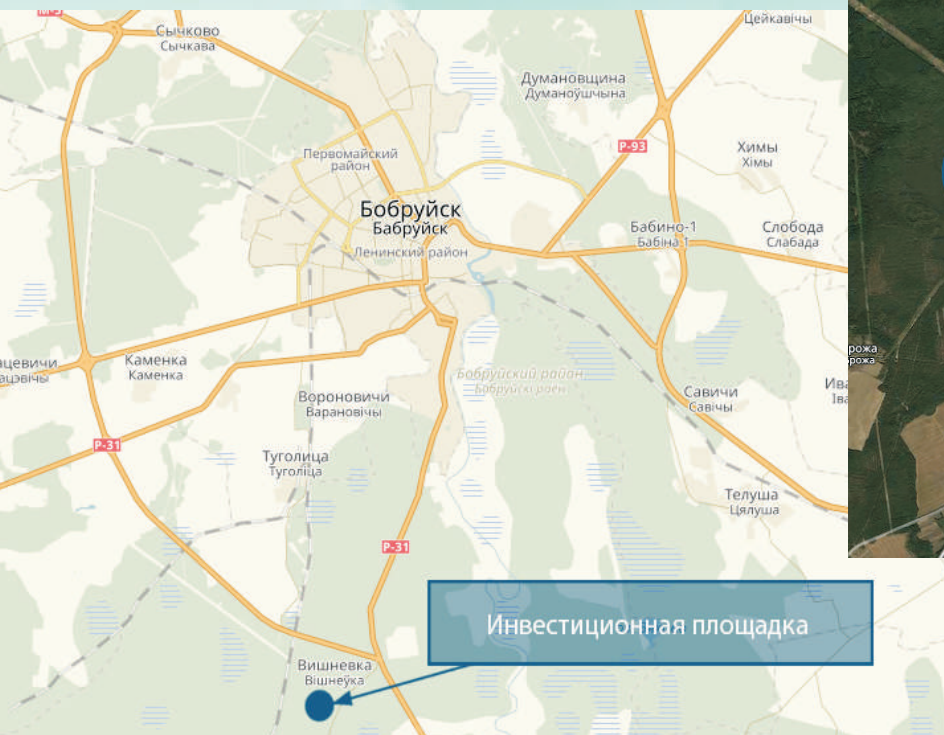 Сычково
Сычкава
Цейкавічы
Думановщина
Думаноўшчына
Первомайский
район
Р-93
Химы
Хімы
Бобруйск
Бабруйск
Ленинский район
Бабино-1
Бабіна 1
Слобода
Слабада
Каменка
Каменка
Бобруйский район
Бабруйскі раён
Вороновичи
Варановічы
Савичи
Савічы
Р-31
Туголица
Туголіца
Телуша
Цялуша
Р-31
Инвестиционная площадка
Вишневка
Вішнеўка